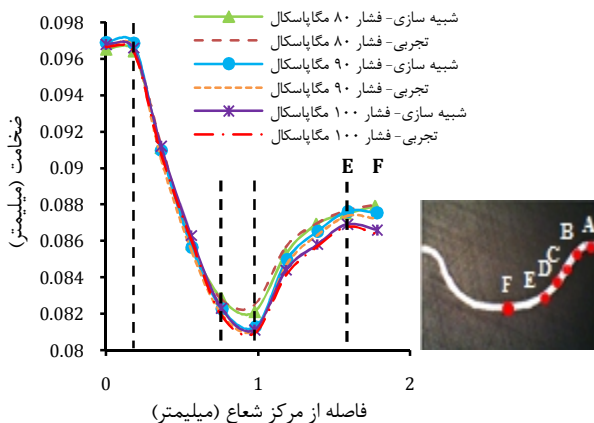 شبیه سازی- فشار ۸۰ مگاپاسکال
تجربی- فشار ۸۰ مگاپاسکال
شبیه سازی- فشار ۹۰ مگاپاسکال
تجربی- فشار ۹۰ مگاپاسکال
شبیه سازی- فشار ۱۰۰ مگاپاسکال
تجربی- فشار ۱۰۰ مگاپاسکال
ضخامت (میلیمتر)
0.098
0.096
0.094
0.092
0.09
0.088
0.086
0.084
0.082
0.08
E F
0 1 2
فاصله از مرکز شعاع (میلیمتر)
A
B
C
D
E
F